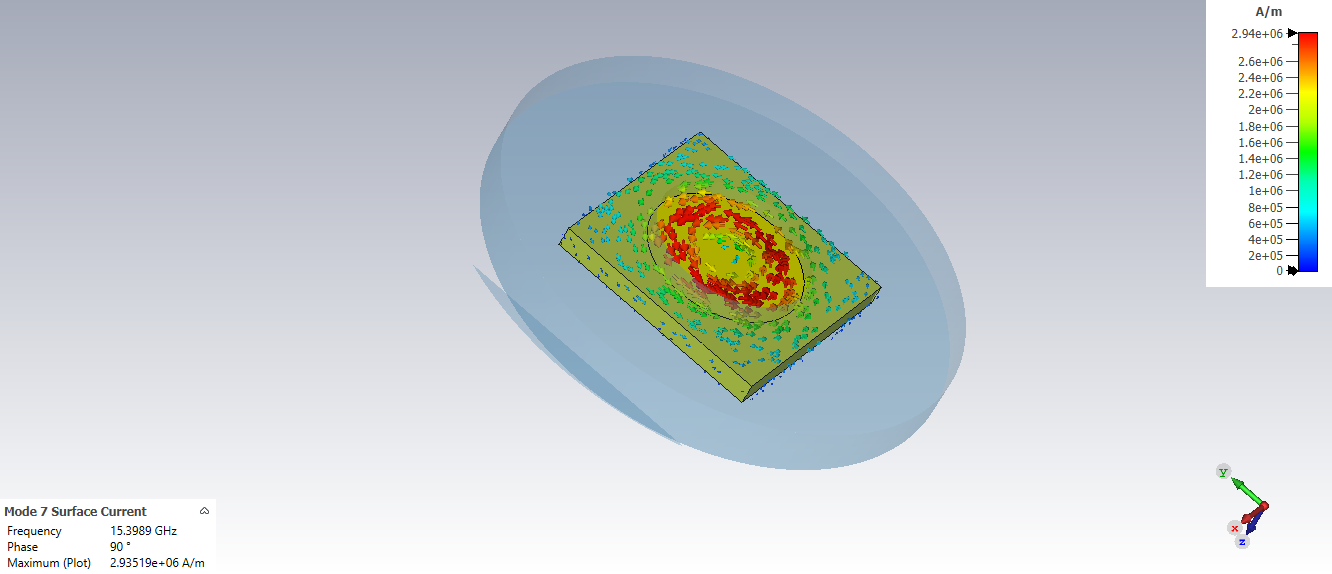 A/m
2.94e+06
2.6e+06
2.4e+06
2.2e+06
2e+06
1.8e+06
1.6e+06
1.4e+06
1.2e+06
1e+06
8e+05
6e+05
4e+05
2e+05
0
y
x
z
Mode 7 Surface Current
Frequency 15.3989 GHz
Phase 90 °
Maximum (Plot) 2.93519e+06 A/m